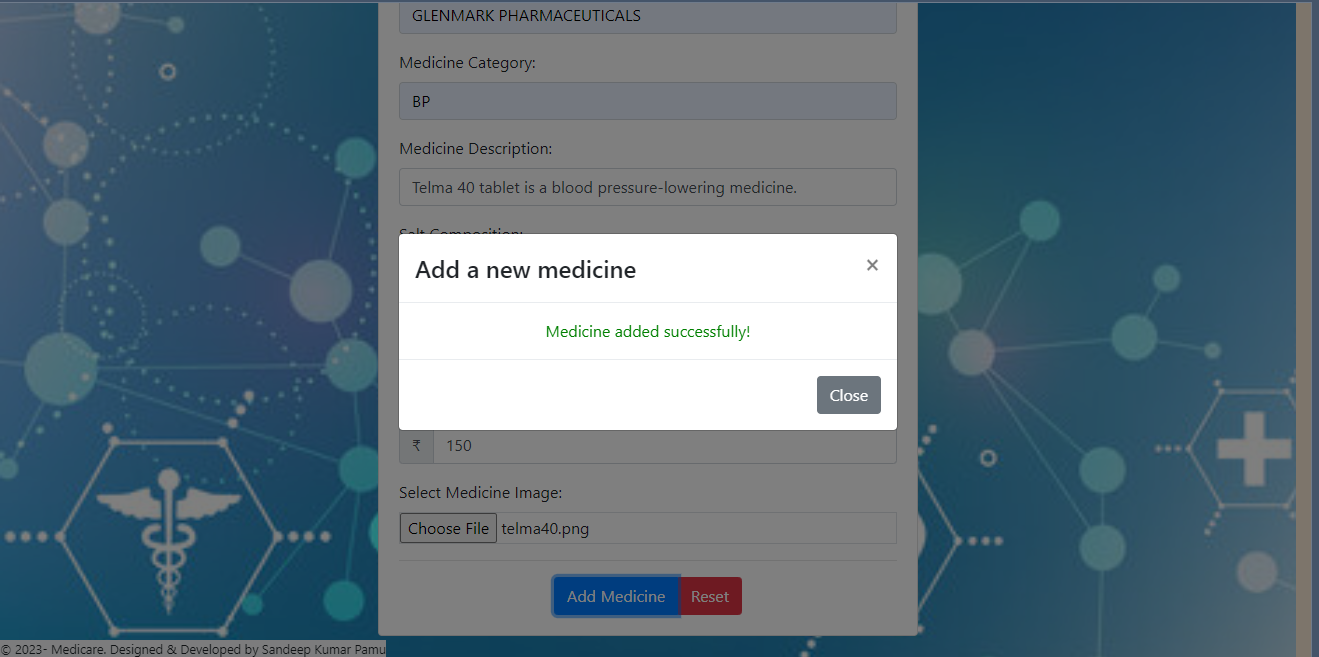 GLENMARK PHARMACEUTICALS
Medicine Category:
BP
Medicine Description:
Telma 40 tablet is a blood pressure-lowering medicine.
Salt Composition:
Add a new medicine ×
Medicine added successfully!
Close
₹ 150
Select Medicine Image:
Choose File telma40.png
Add Medicine Reset
© 2023- Medicare. Designed & Developed by Sandeep Kumar Pamu